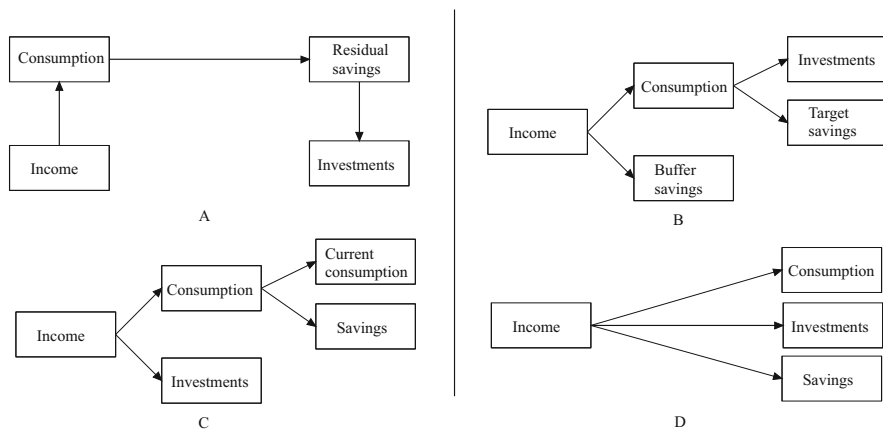 Consumption
Residual
savings
Income
Investments
A
Income
Consumption
Buffer
savings
Investments
Target
savings
B
Income
Consumption
Investments
Current
consumption
Savings
C
Income
Consumption
Investments
Savings
D